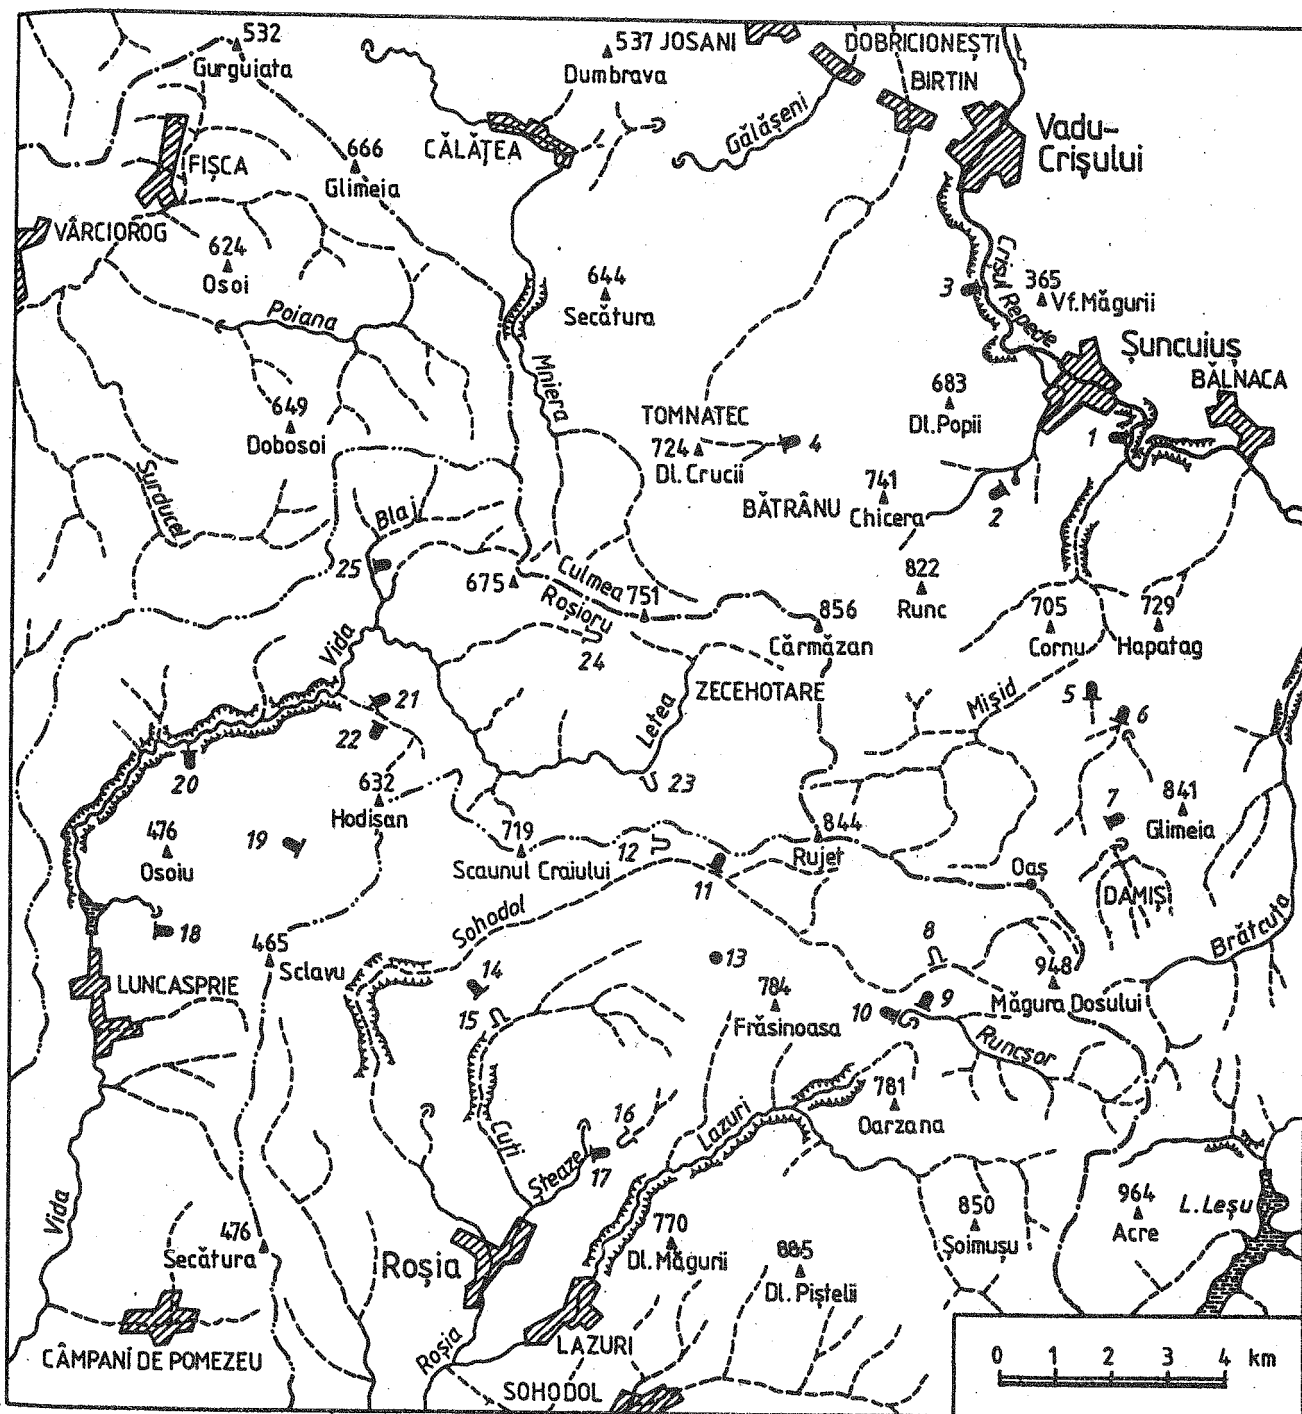 532
Gurguiata
537 JOSANI
Dumbrava
DOBRICIONEȘTI
BIRTIN
Gălășeni
Vadu-
Crișului
CĂLĂȚEA
666
Glimeia
FIȘCA
VÂRCIOROG
624
Osoi
644
Secătura
Crișul Repede
3
365
Vf. Măgurii
Poiana
Mniera
Șuncuiuș
BĂLNACA
649
Dobosoi
TOMNATEC
724
Dl. Crucii
4
683
Dl. Popii
1
Surducel
BĂTRÂNU
741
Chicera
2
Blaj
25
675
Culmea
Roșioru
751
822
Runc
856
Cărmăzan
705
Cornu
729
Hapatag
24
Vida
Letea
ZECEHOTARE
Mișid
5
6
21
22
20
632
Hodișan
23
7
841
Glimeia
476
Osoiu
19
719
Scaunul Craiului
12
11
844
Rujet
Oaș
DAMIȘ
18
Sohodol
465
Sclavu
8
Brătcuța
LUNCASPRIE
14
15
13
784
Frăsinoasa
948
Măgura Dosului
10
9
Runcșor
781
Oarzana
Cuți
Lazuri
16
Șteaze
17
Vida
476
Secătura
Roșia
770
Dl. Măgurii
885
Dl. Piștelii
850
Șoimușu
964
Acre
L. Leșu
CÂMPANI DE POMEZEU
Roșia
LAZURI
SOHODOL
0 1 2 3 4 km